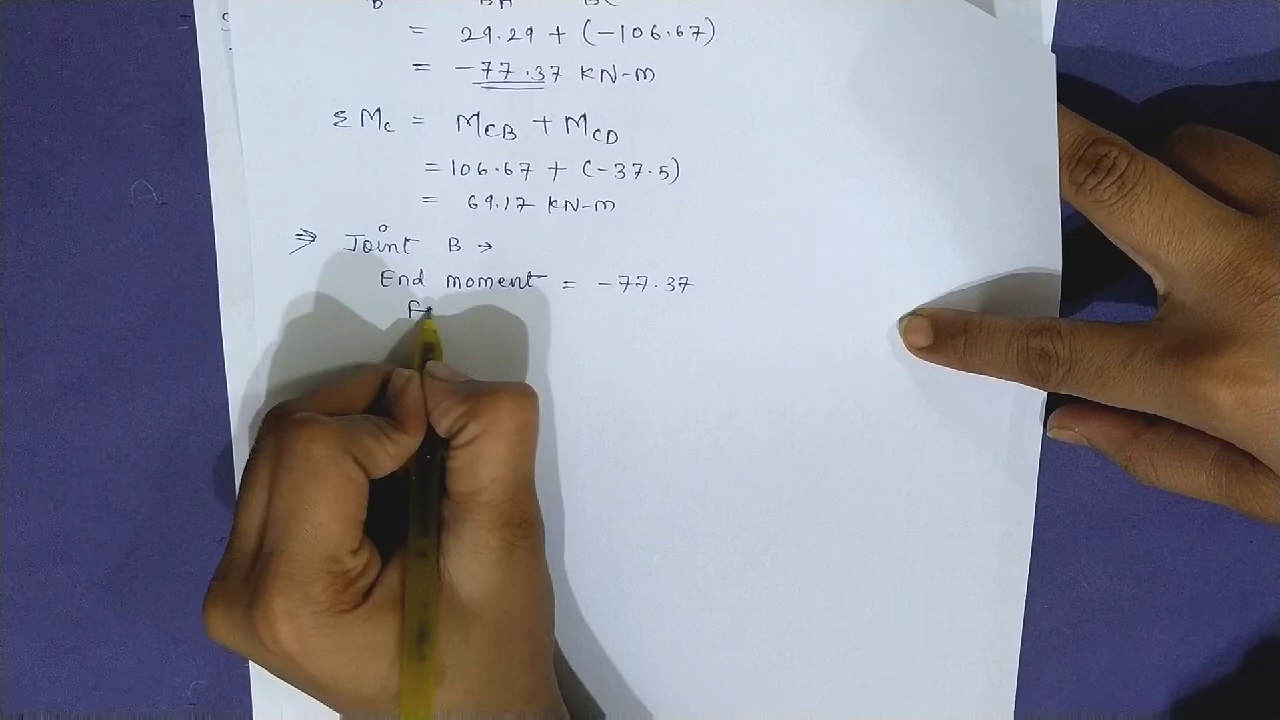 = 29.29 + (-106.67)
= -77.37 KN-m
Σ Mc = MCB + MCD
= 106.67 + (-37.5)
= 69.17 KN-m
⇒ Joint B →
End moment = -77.37